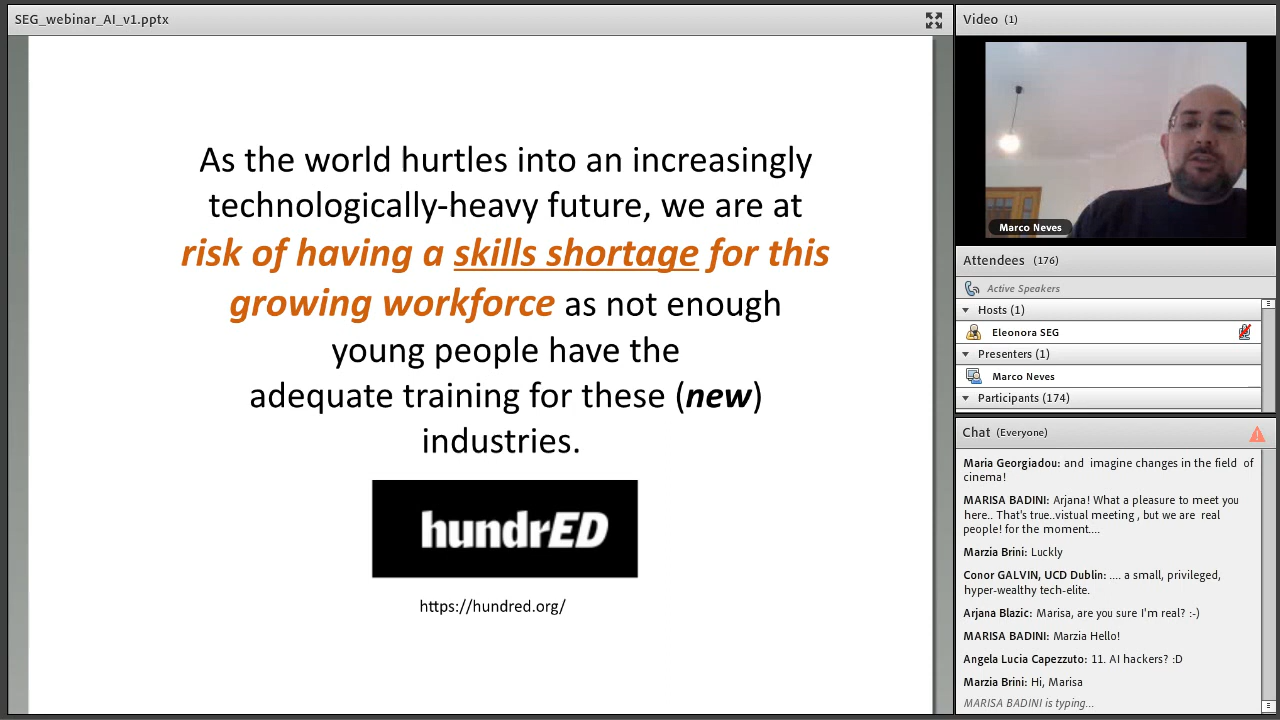 SEG_webinar_AI_v1.pptx
As the world hurtles into an increasingly
technologically-heavy future, we are at
risk of having a skills shortage for this
growing workforce as not enough
young people have the
adequate training for these (new)
industries.
hundrED
https://hundred.org/
Video (1)
Marco Neves
Attendees (176)
Active Speakers
Hosts (1)
Eleonora SEG
Presenters (1)
Marco Neves
Participants (174)
Chat (Everyone)
Maria Georgiadou: and imagine changes in the field of
cinema!
MARISA BADINI: Arjana! What a pleasure to meet you
here.. That's true..vistual meeting , but we are real
people! for the moment....
Marzia Brini: Luckly
Conor GALVIN, UCD Dublin: .... a small, privileged,
hyper-wealthy tech-elite.
Arjana Blazic: Marisa, are you sure I'm real? :-)
MARISA BADINI: Marzia Hello!
Angela Lucia Capezzuto: 11. AI hackers? :D
Marzia Brini: Hi, Marisa
MARISA BADINI is typing...